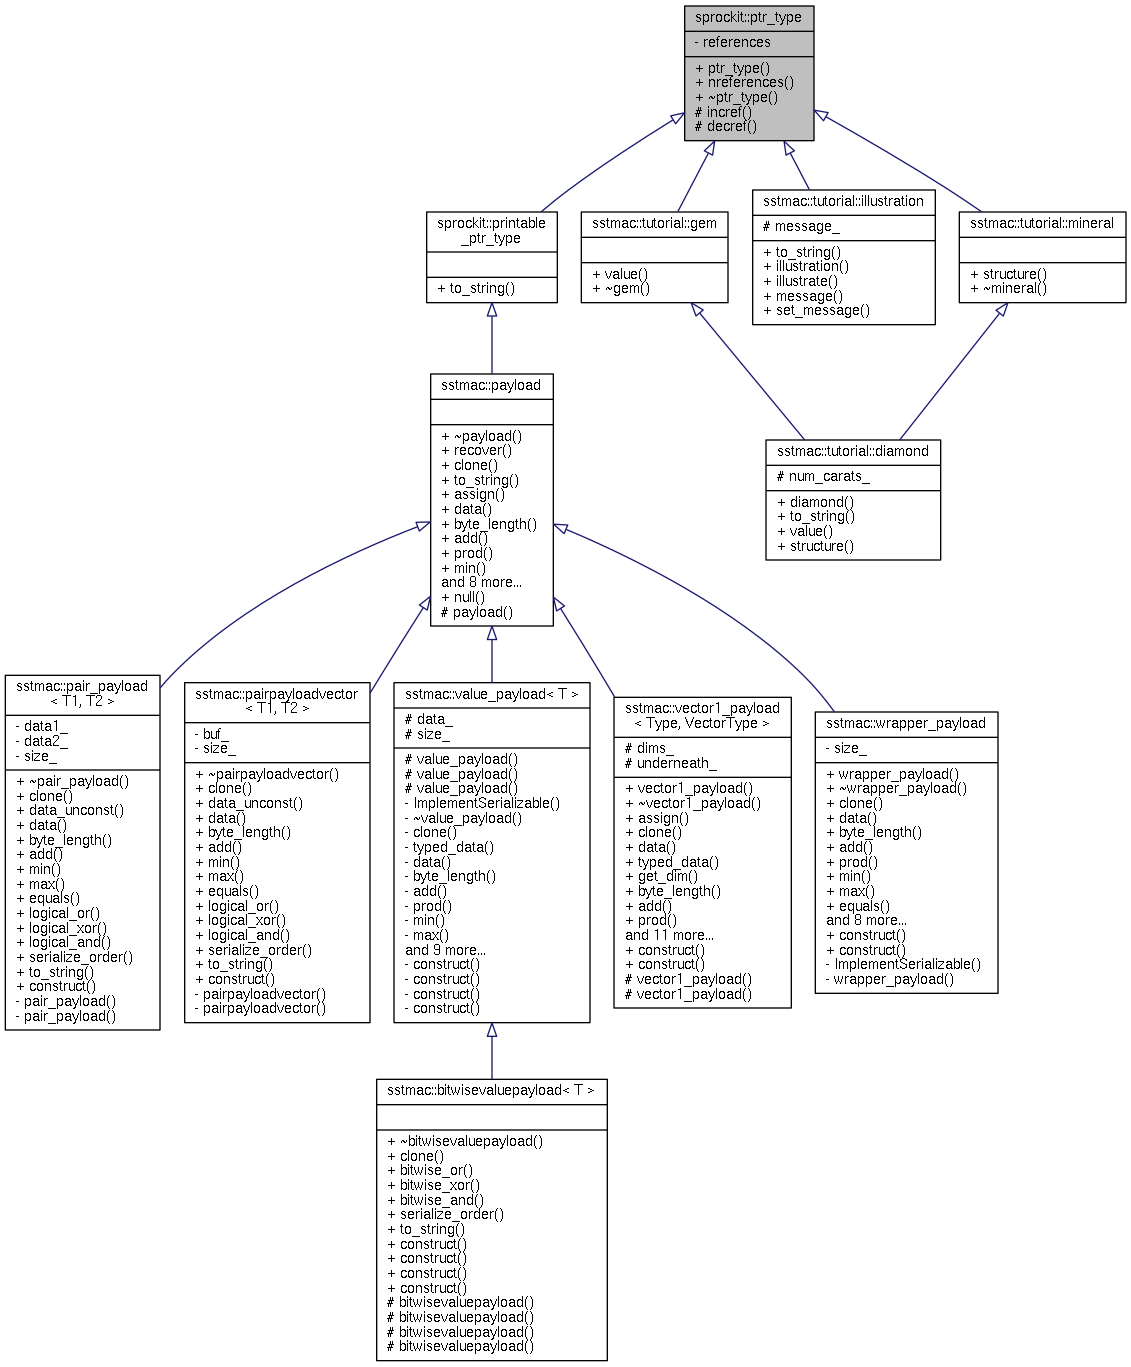 sprockit::ptr_type
- references
+ ptr_type()
+ nreferences()
+ ~ptr_type()
# incref()
# decref()
sprockit::printable
_ptr_type
+ to_string()
sstmac::tutorial::gem
+ value()
+ ~gem()
sstmac::tutorial::illustration
# message_
+ to_string()
+ illustration()
+ illustrate()
+ message()
+ set_message()
sstmac::tutorial::mineral
+ structure()
+ ~mineral()
sstmac::payload
+ ~payload()
+ recover()
+ clone()
+ to_string()
+ assign()
+ data()
+ byte_length()
+ add()
+ prod()
+ min()
and 8 more...
+ null()
# payload()
sstmac::tutorial::diamond
# num_carats_
+ diamond()
+ to_string()
+ value()
+ structure()
sstmac::pair_payload
< T1, T2 >
- data1_
- data2_
- size_
+ ~pair_payload()
+ clone()
+ data_unconst()
+ data()
+ byte_length()
+ add()
+ min()
+ max()
+ equals()
+ logical_or()
+ logical_xor()
+ logical_and()
+ serialize_order()
+ to_string()
+ construct()
- pair_payload()
- pair_payload()
sstmac::pairpayloadvector
< T1, T2 >
- buf_
- size_
+ ~pairpayloadvector()
+ clone()
+ data_unconst()
+ data()
+ byte_length()
+ add()
+ min()
+ max()
+ equals()
+ logical_or()
+ logical_xor()
+ logical_and()
+ serialize_order()
+ to_string()
+ construct()
- pairpayloadvector()
- pairpayloadvector()
sstmac::value_payload< T >
# data_
# size_
# value_payload()
# value_payload()
# value_payload()
- ImplementSerializable()
- ~value_payload()
- clone()
- typed_data()
- data()
- byte_length()
- add()
- prod()
- min()
- max()
and 9 more...
- construct()
- construct()
- construct()
- construct()
sstmac::vector1_payload
< Type, VectorType >
# dims_
# underneath_
+ vector1_payload()
+ ~vector1_payload()
+ assign()
+ clone()
+ data()
+ typed_data()
+ get_dim()
+ byte_length()
+ add()
+ prod()
and 11 more...
+ construct()
+ construct()
# vector1_payload()
# vector1_payload()
sstmac::wrapper_payload
- size_
+ wrapper_payload()
+ ~wrapper_payload()
+ clone()
+ data()
+ byte_length()
+ add()
+ prod()
+ min()
+ max()
+ equals()
and 8 more...
+ construct()
+ construct()
- ImplementSerializable()
- wrapper_payload()
sstmac::bitwisevaluepayload< T >
+ ~bitwisevaluepayload()
+ clone()
+ bitwise_or()
+ bitwise_xor()
+ bitwise_and()
+ serialize_order()
+ to_string()
+ construct()
+ construct()
+ construct()
+ construct()
# bitwisevaluepayload()
# bitwisevaluepayload()
# bitwisevaluepayload()
# bitwisevaluepayload()